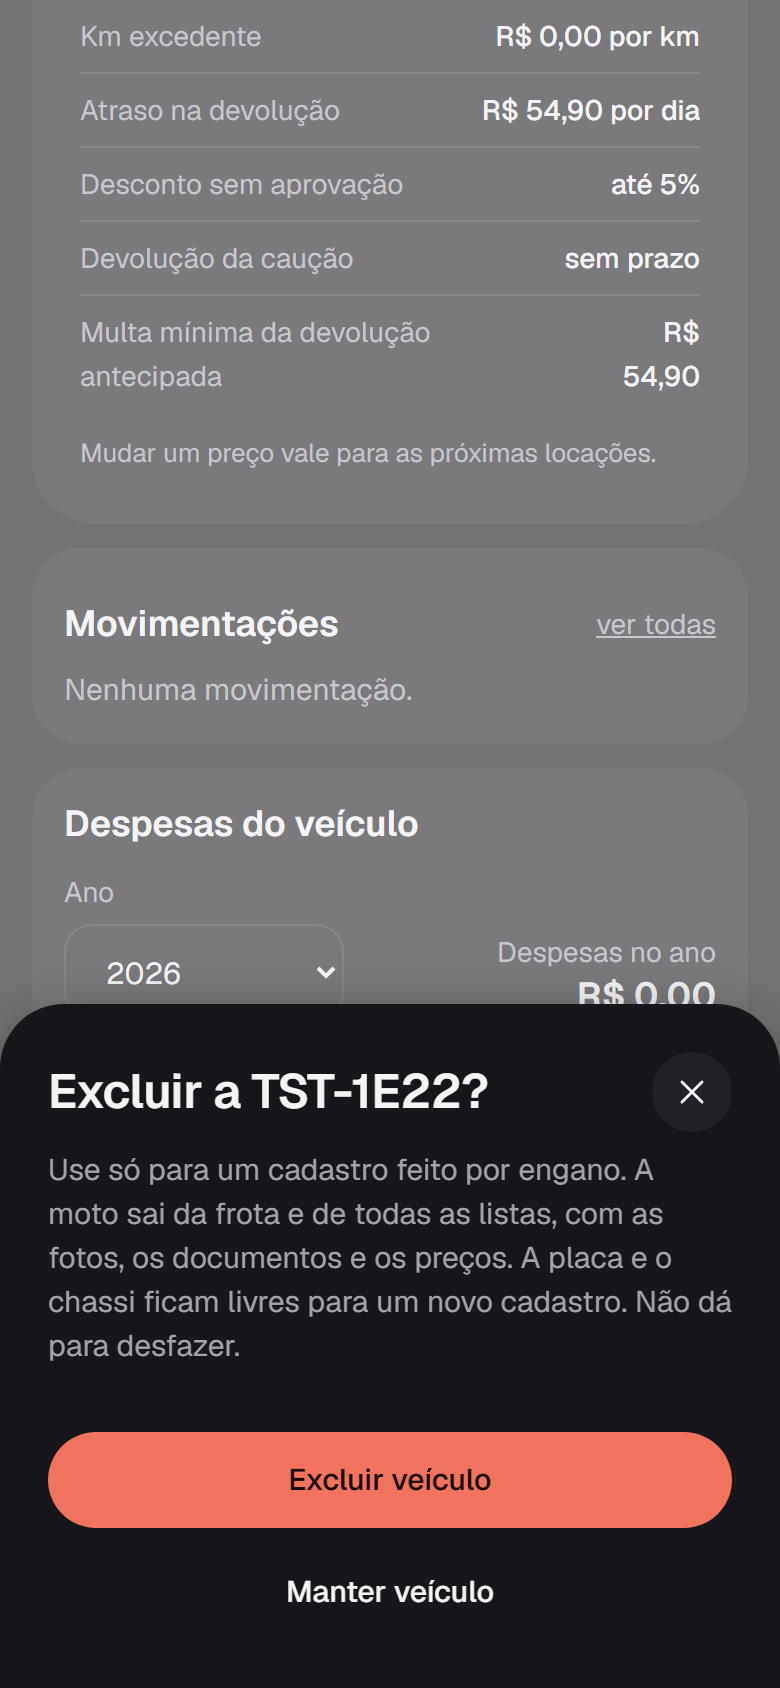 Km excedente R$ 0,00 por km
Atraso na devolução R$ 54,90 por dia
Desconto sem aprovação até 5%
Devolução da caução sem prazo
Multa mínima da devolução R$
antecipada 54,90
Mudar um preço vale para as próximas locações.
Movimentações ver todas
Nenhuma movimentação.
Despesas do veículo
Ano
2026 Despesas no ano
R$ 0,00
Excluir a TST-1E22?
Use só para um cadastro feito por engano. A
moto sai da frota e de todas as listas, com as
fotos, os documentos e os preços. A placa e o
chassi ficam livres para um novo cadastro. Não dá
para desfazer.
Excluir veículo
Manter veículo